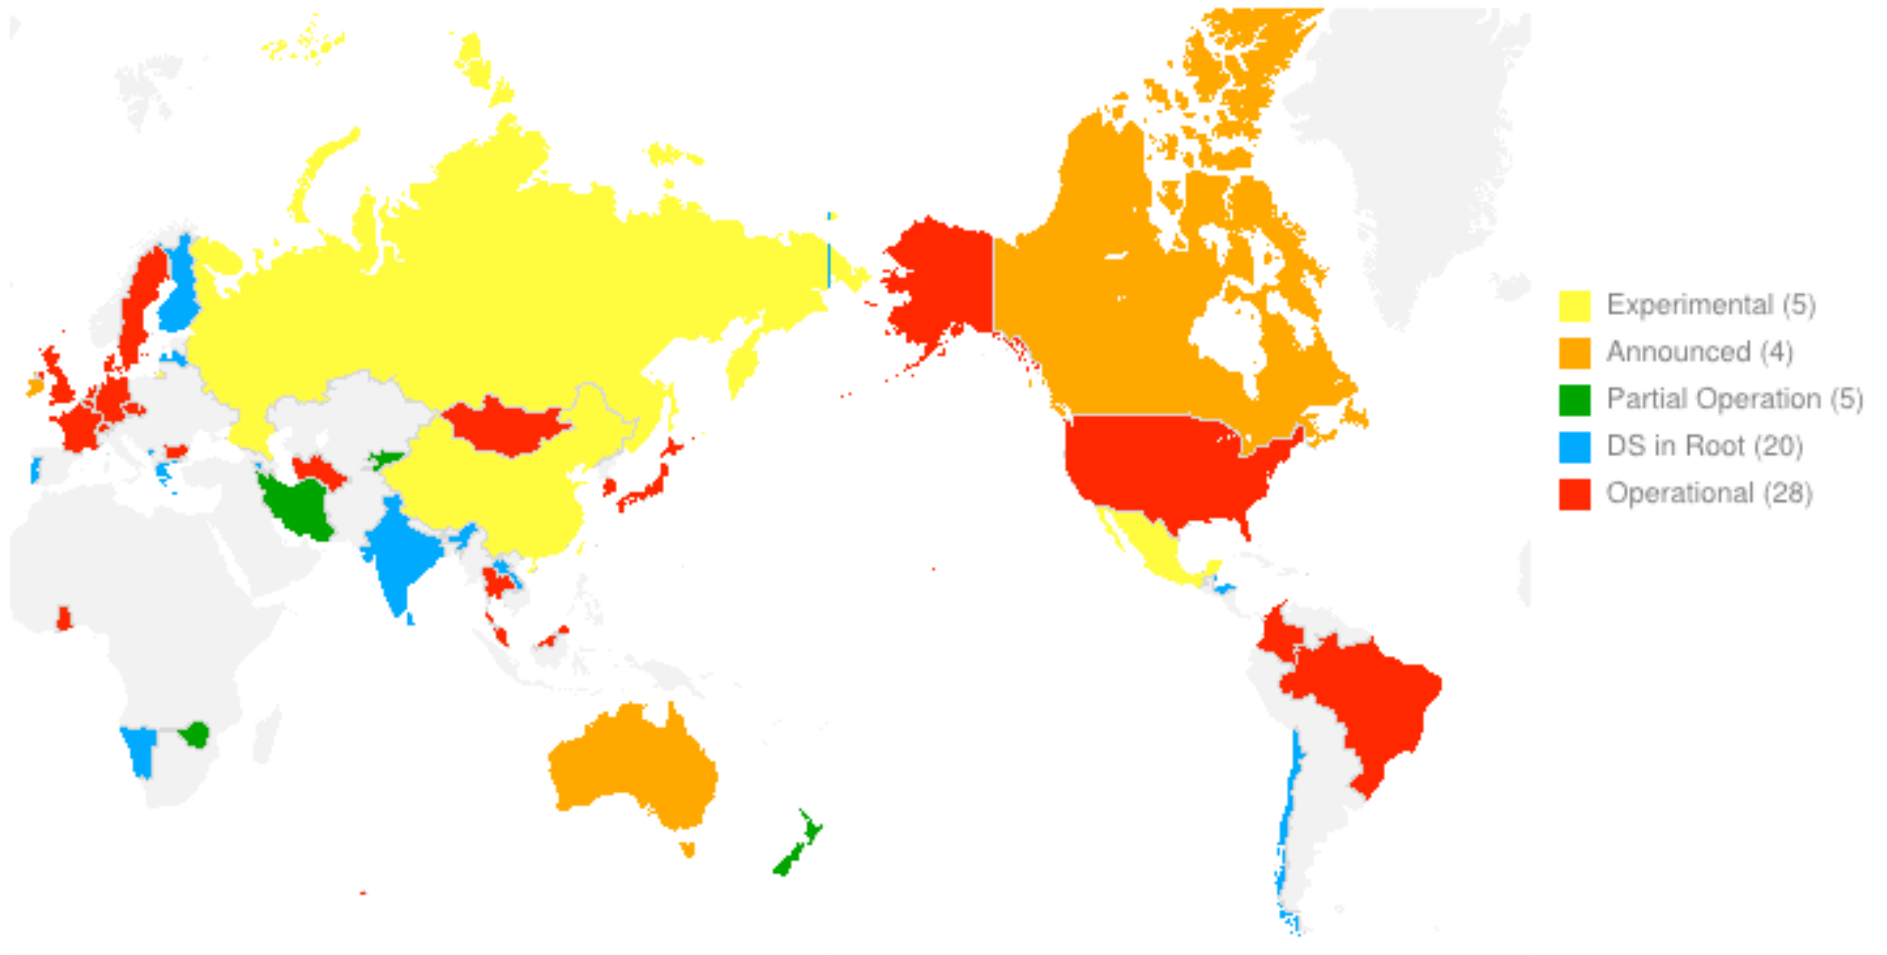 Experimental (5)
Announced (4)
Partial Operation (5)
DS in Root (20)
Operational (28)